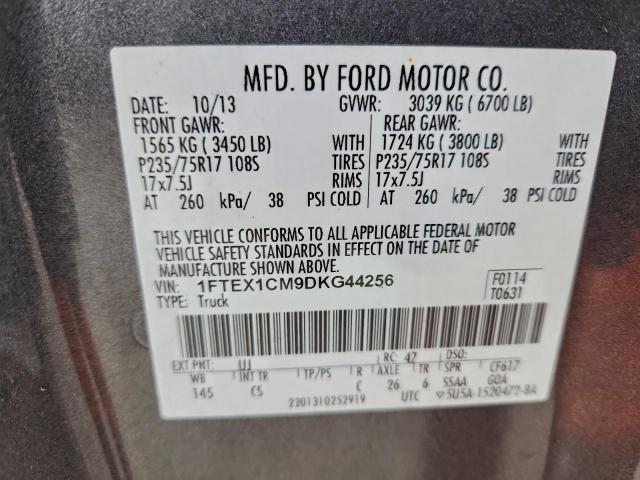 MFD. BY FORD MOTOR CO.
DATE: 10/13 GVWR: 3039 KG ( 6700 LB)
FRONT GAWR: REAR GAWR:
1565 KG ( 3450 LB) WITH 1724 KG ( 3800 LB) WITH
P235/75R17 108S TIRES P235/75R17 108S TIRES
17x7.5J RIMS 17x7.5J RIMS
AT 260 kPa/ 38 PSI COLD AT 260 kPa/ 38 PSI COLD
THIS VEHICLE CONFORMS TO ALL APPLICABLE FEDERAL MOTOR
VEHICLE SAFETY STANDARDS IN EFFECT ON THE DATE OF
MANUFACTURE SHOWN ABOVE.
VIN: 1FTEX1CM9DKG44256 F0114
TYPE: Truck T0631
EXT PNT: UJ RC: 47 DSO:
WB INT TR TP/PS R AXLE TR SPR CF617
145 CS C 26 6 SSAA GOA
2201310252919 UTC ▽5U5A-1520472-BA